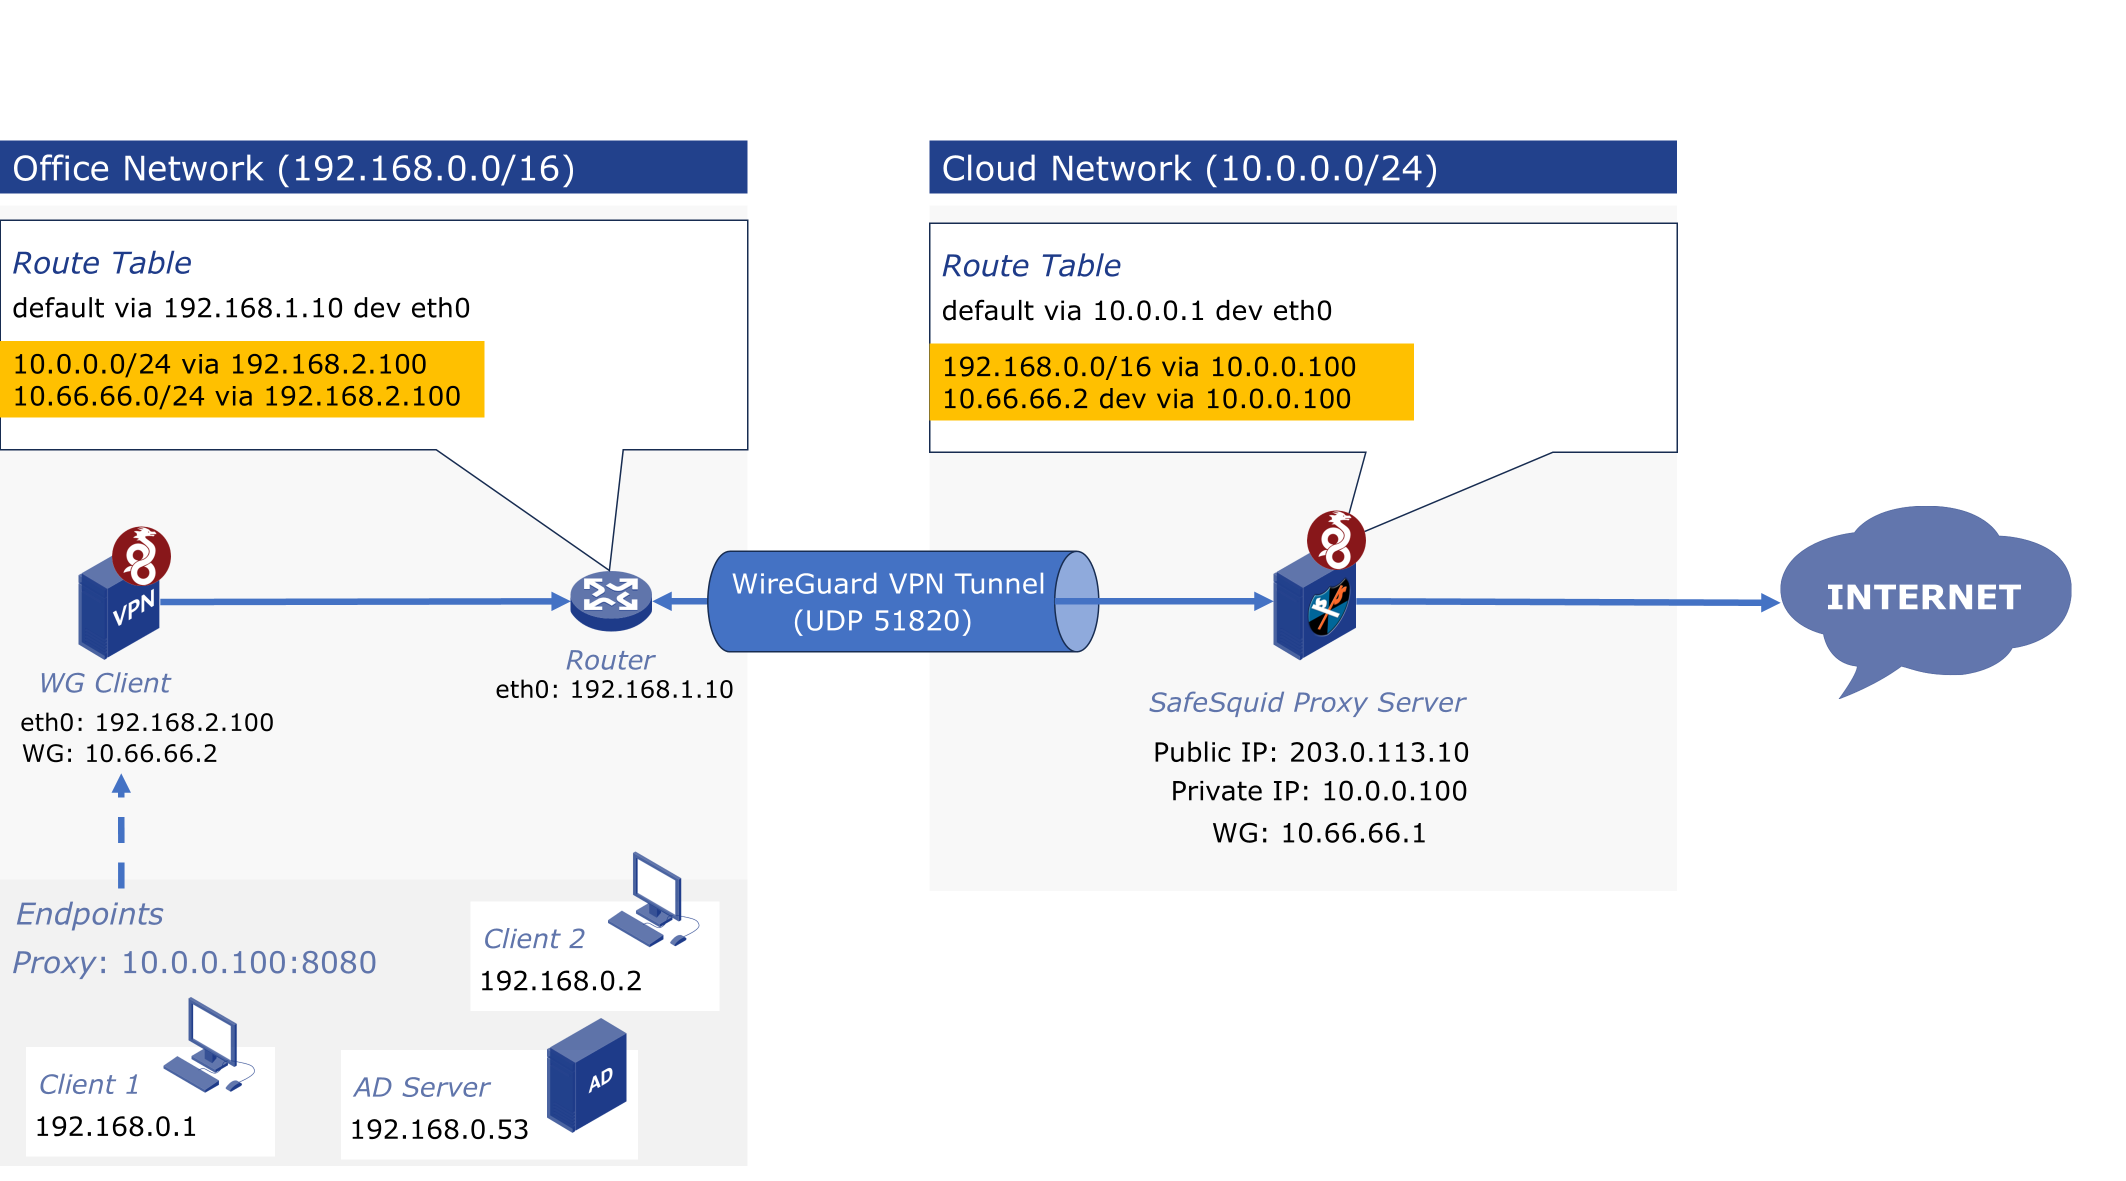 Office Network (192.168.0.0/16)
Route Table
default via 192.168.1.10 dev eth0
10.0.0.0/24 via 192.168.2.100
10.66.66.0/24 via 192.168.2.100
Cloud Network (10.0.0.0/24)
Route Table
default via 10.0.0.1 dev eth0
192.168.0.0/16 via 10.0.0.100
10.66.66.2 dev via 10.0.0.100
VPN
WG Client
eth0: 192.168.2.100
WG: 10.66.66.2
Router
eth0: 192.168.1.10
WireGuard VPN Tunnel
(UDP 51820)
SafeSquid Proxy Server
Public IP: 203.0.113.10
Private IP: 10.0.0.100
WG: 10.66.66.1
INTERNET
Endpoints
Proxy: 10.0.0.100:8080
Client 2
192.168.0.2
Client 1
192.168.0.1
AD Server
192.168.0.53
AD